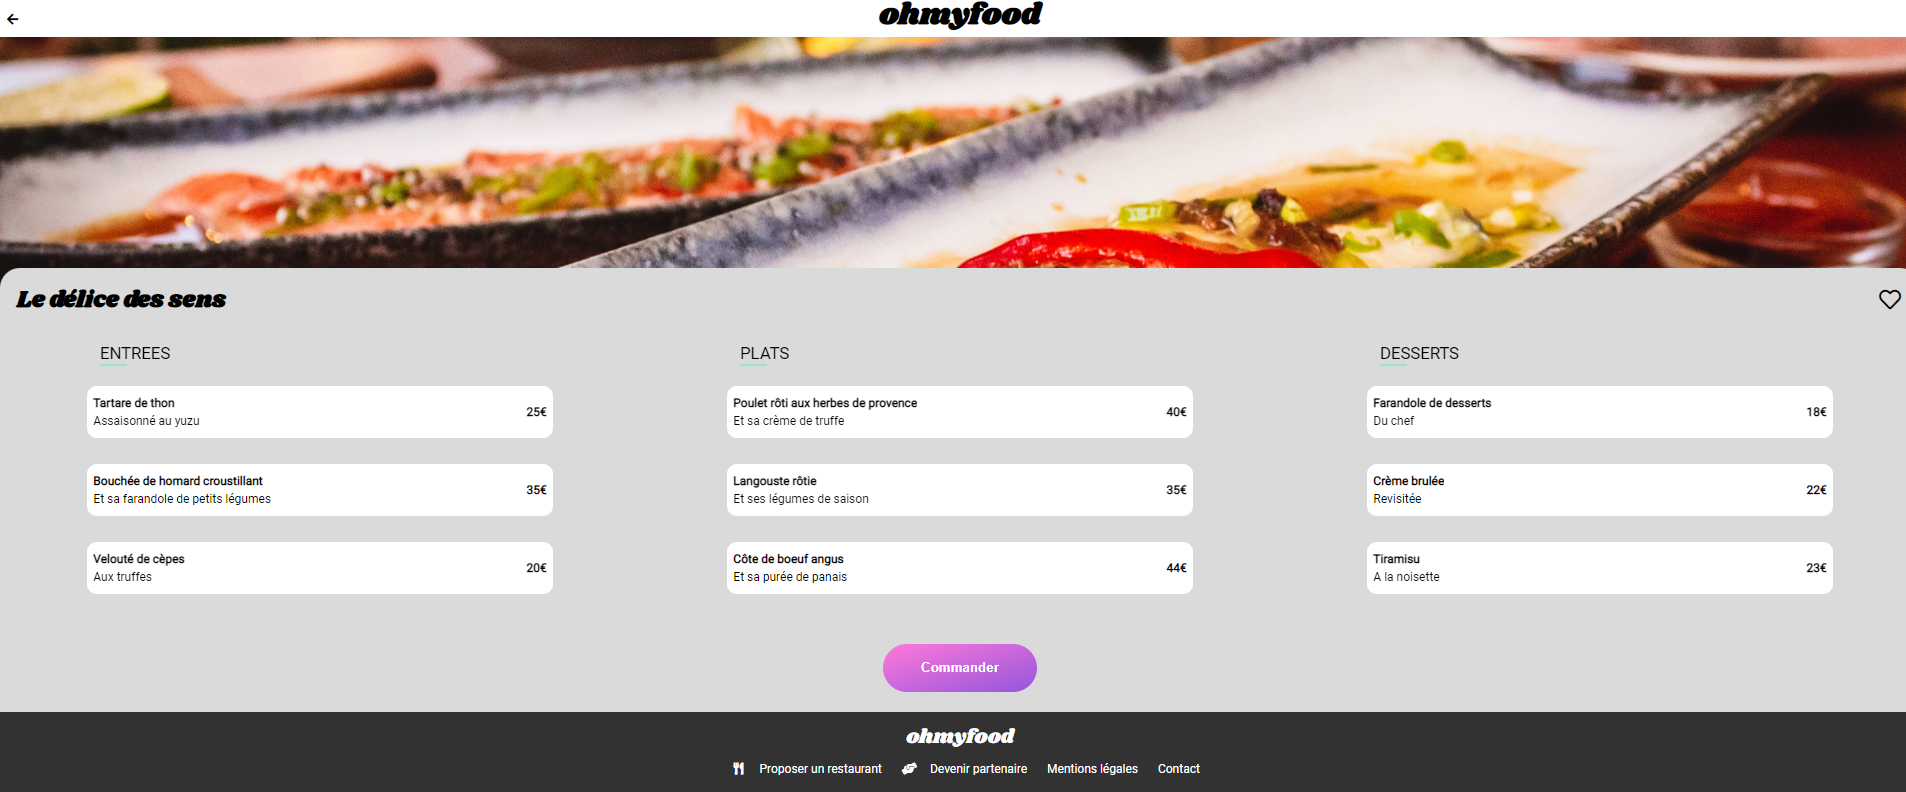 ohmyfood
Le délice des sens
ENTREES
Tartare de thon
Assaisonné au yuzu
25€
Bouchée de homard croustillant
Et sa farandole de petits légumes
35€
Velouté de cèpes
Aux truffes
20€
PLATS
Poulet rôti aux herbes de provence
Et sa crème de truffe
40€
Langouste rôtie
Et ses légumes de saison
35€
Côte de boeuf angus
Et sa purée de panais
44€
DESSERTS
Farandole de desserts
Du chef
18€
Crème brulée
Revisitée
22€
Tiramisu
A la noisette
23€
Commander
ohmyfood
Proposer un restaurant Devenir partenaire Mentions légales Contact